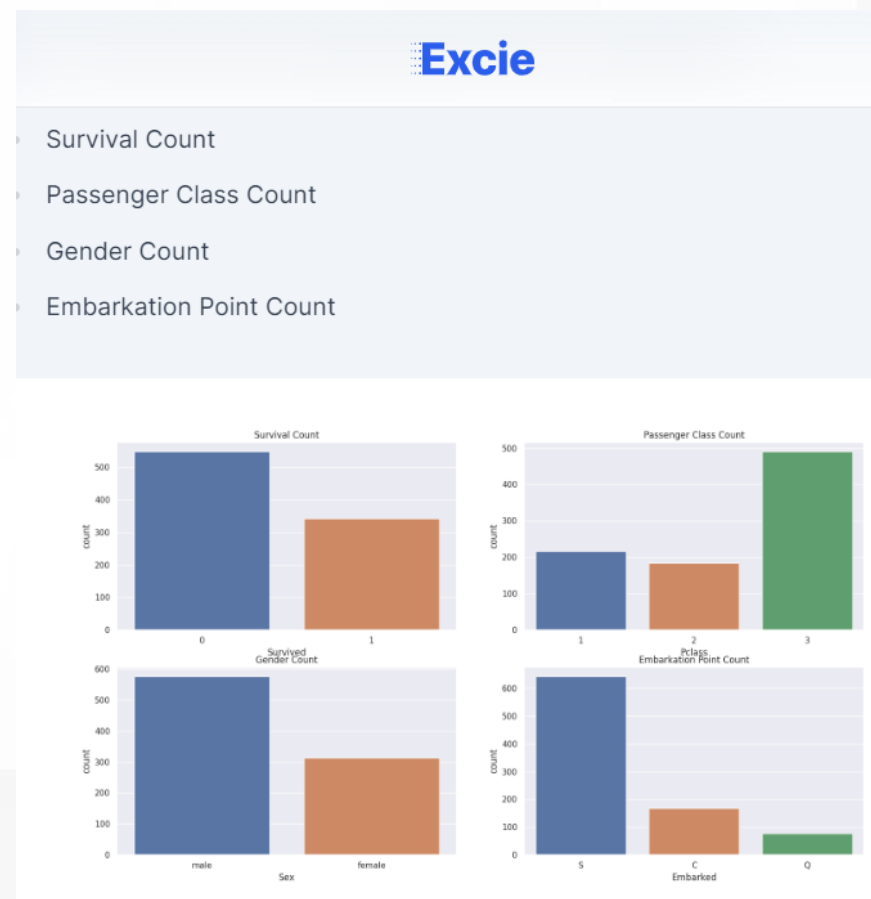 Excie
Survival Count
Passenger Class Count
Gender Count
Embarkation Point Count
Survival Count
500
400
300
200
100
0
count
0 1
Survived
Passenger Class Count
500
400
300
200
100
0
count
1 2 3
Pclass
Gender Count
600
500
400
300
200
100
0
count
male female
Sex
Embarkation Point Count
600
500
400
300
200
100
0
count
S C Q
Embarked